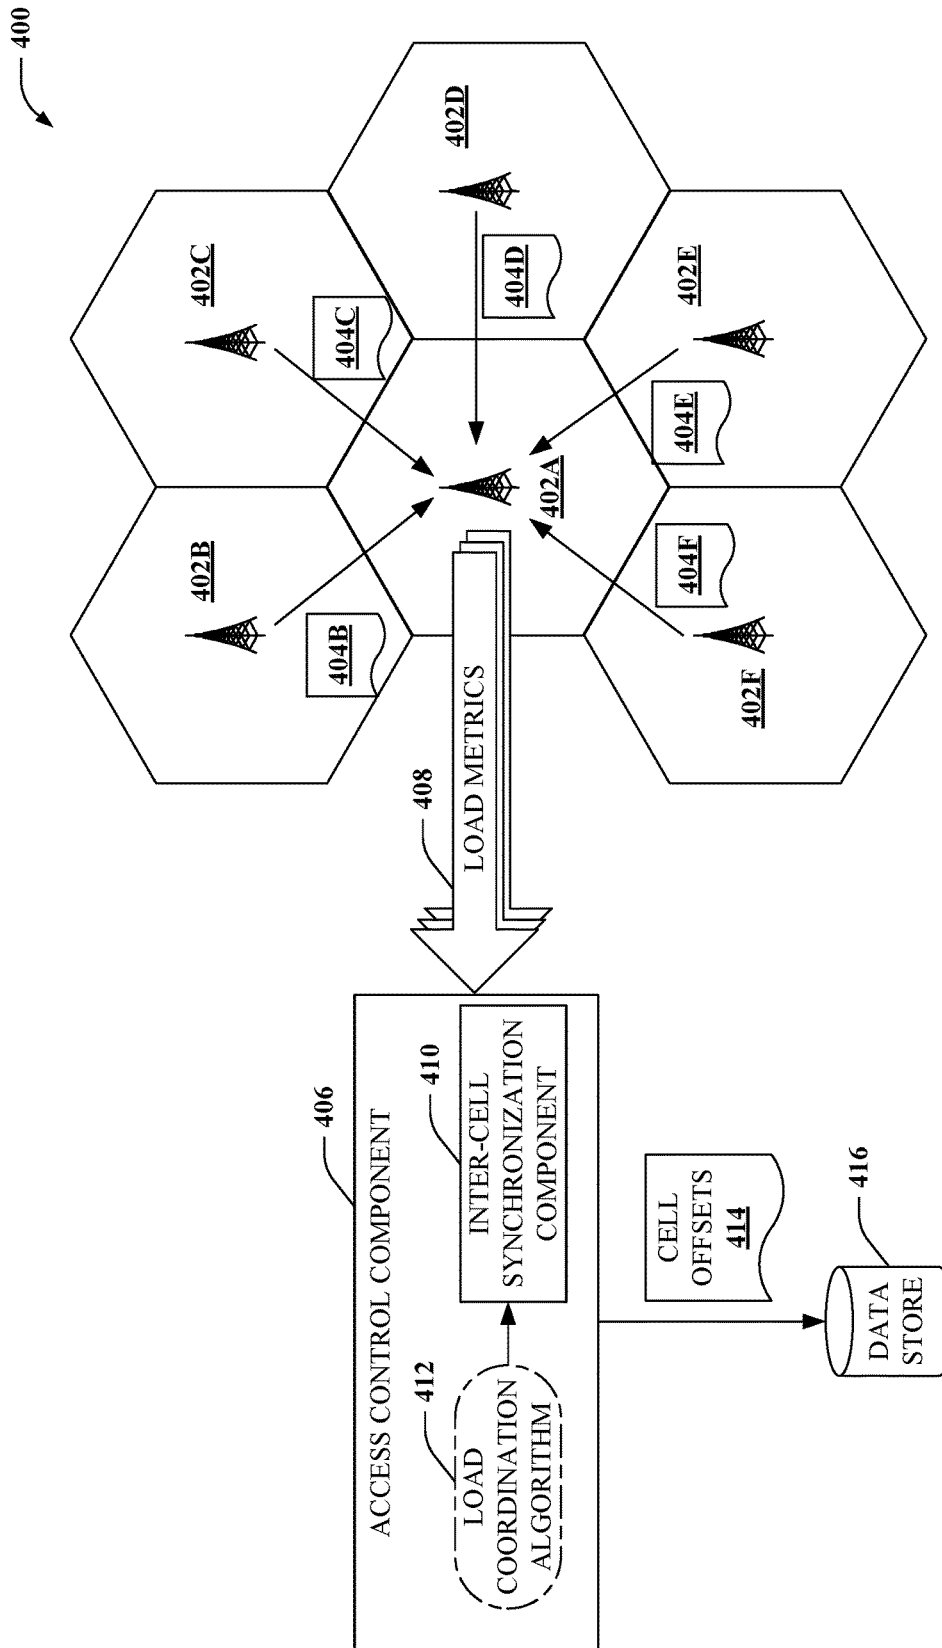 400
402B
402C
402D
404B
404C
404D
402A
404F
404E
402F
402E
408
LOAD METRICS
406
ACCESS CONTROL COMPONENT
410
INTER-CELL
SYNCHRONIZATION
COMPONENT
412
LOAD
COORDINATION
ALGORITHM
CELL
OFFSETS
414
416
DATA
STORE